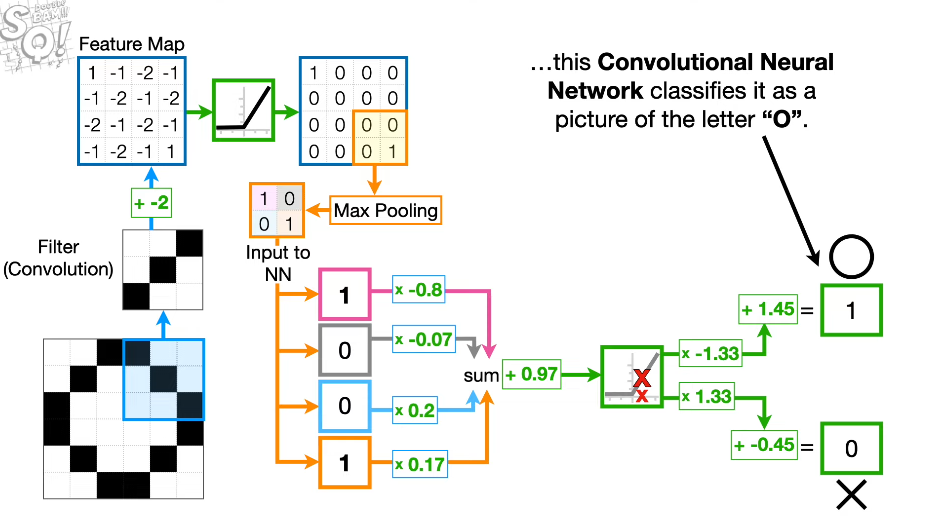 STATQUEST!
Feature Map
1 -1 -2 -1
-1 -2 -1 -2
-2 -1 -2 -1
-1 -2 -1 1
1 0 0 0
0 0 0 0
0 0 0 0
0 0 0 1
…this Convolutional Neural
Network classifies it as a
picture of the letter “O”.
+ -2
Filter
(Convolution)
1 0
0 1
Max Pooling
Input to
NN
1
x -0.8
0
x -0.07
0
x 0.2
1
x 0.17
sum
+ 0.97
x -1.33
x 1.33
+ 1.45
=
1
+ -0.45
=
0